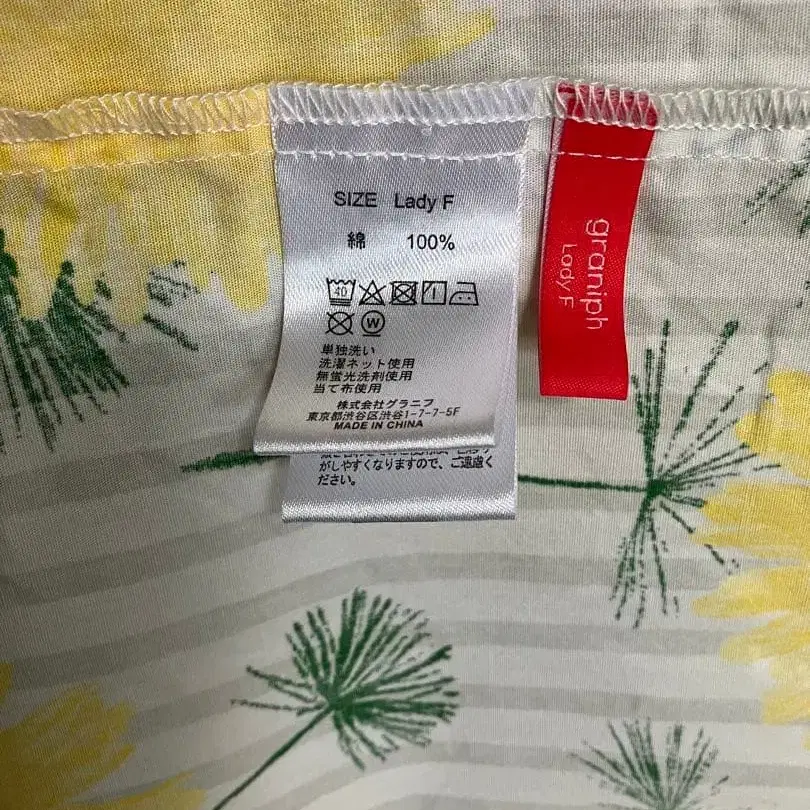 SIZE Lady F
綿 100%
40
W
単独洗い
洗濯ネット使用
無蛍光洗剤使用
当て布使用
株式会社グラニフ
東京都渋谷区渋谷1-7-7-5F
MADE IN CHINA
がしやすくなりますので、ご遠慮く
ださい。
graniph
Lady F